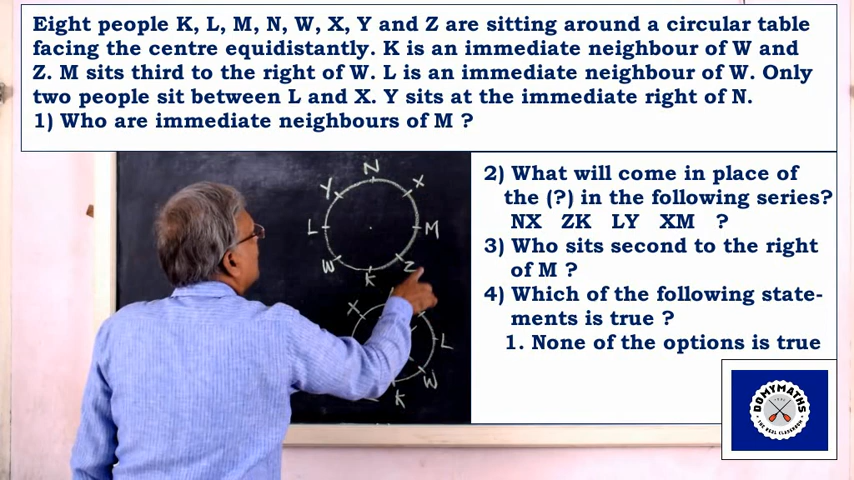 Eight people K, L, M, N, W, X, Y and Z are sitting around a circular table
facing the centre equidistantly. K is an immediate neighbour of W and
Z. M sits third to the right of W. L is an immediate neighbour of W. Only
two people sit between L and X. Y sits at the immediate right of N.
1) Who are immediate neighbours of M ?
2) What will come in place of
the (?) in the following series?
NX ZK LY XM ?
3) Who sits second to the right
of M ?
4) Which of the following state-
ments is true ?
1. None of the options is true
N
Y X
L M
W Z
K
X
L
W
K
DOMYMATHS
THE REAL CLASSROOM